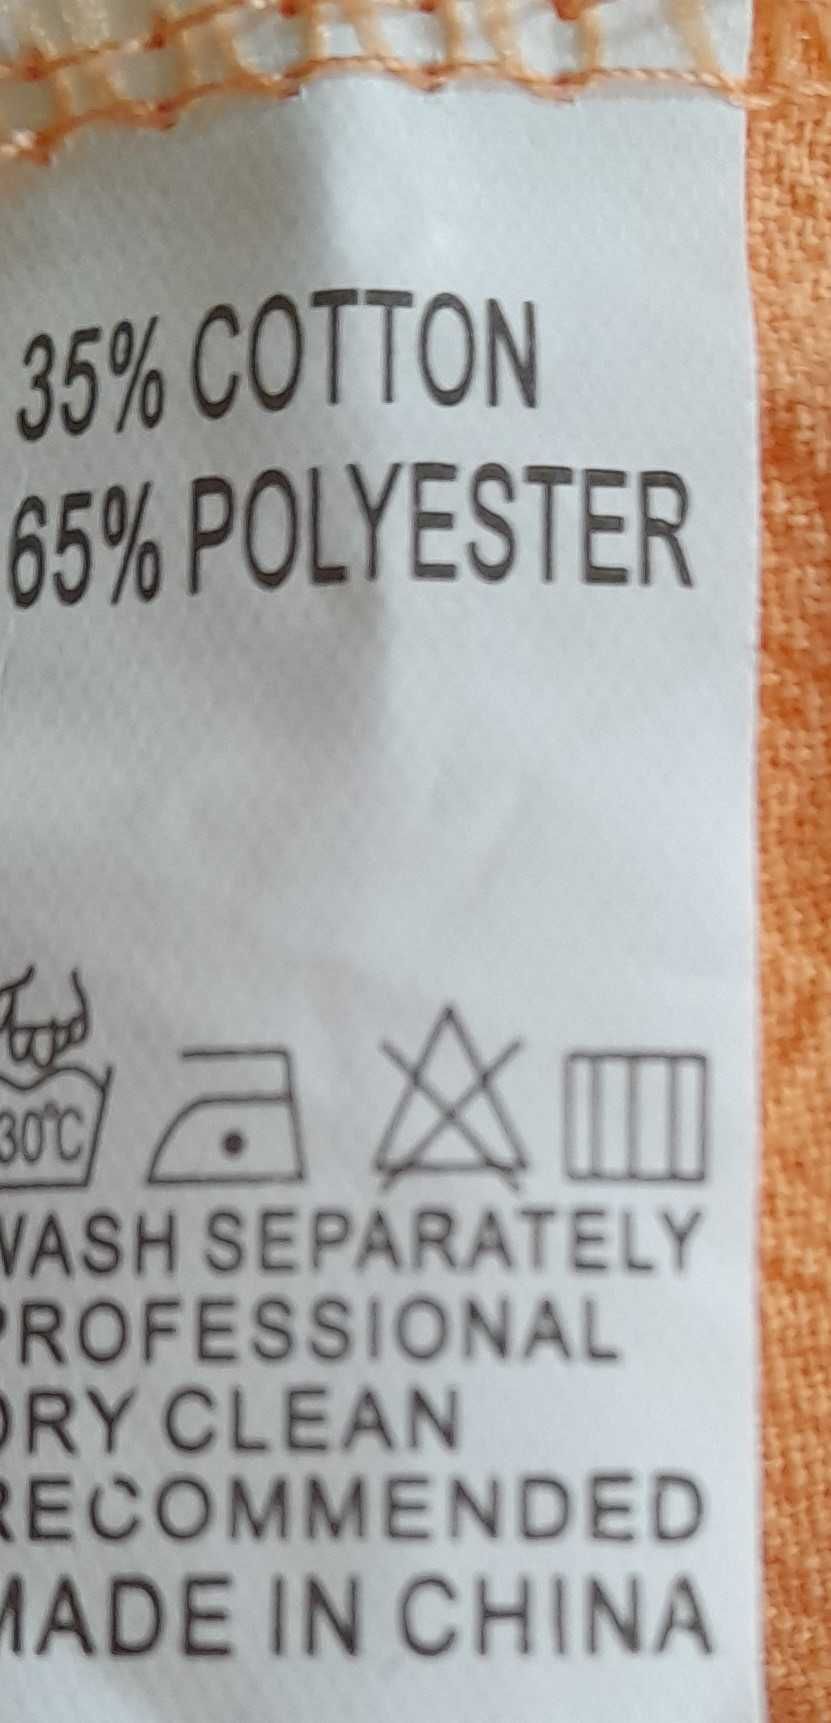 35% COTTON
65% POLYESTER
30°C
WASH SEPARATELY
PROFESSIONAL
DRY CLEAN
RECOMMENDED
MADE IN CHINA